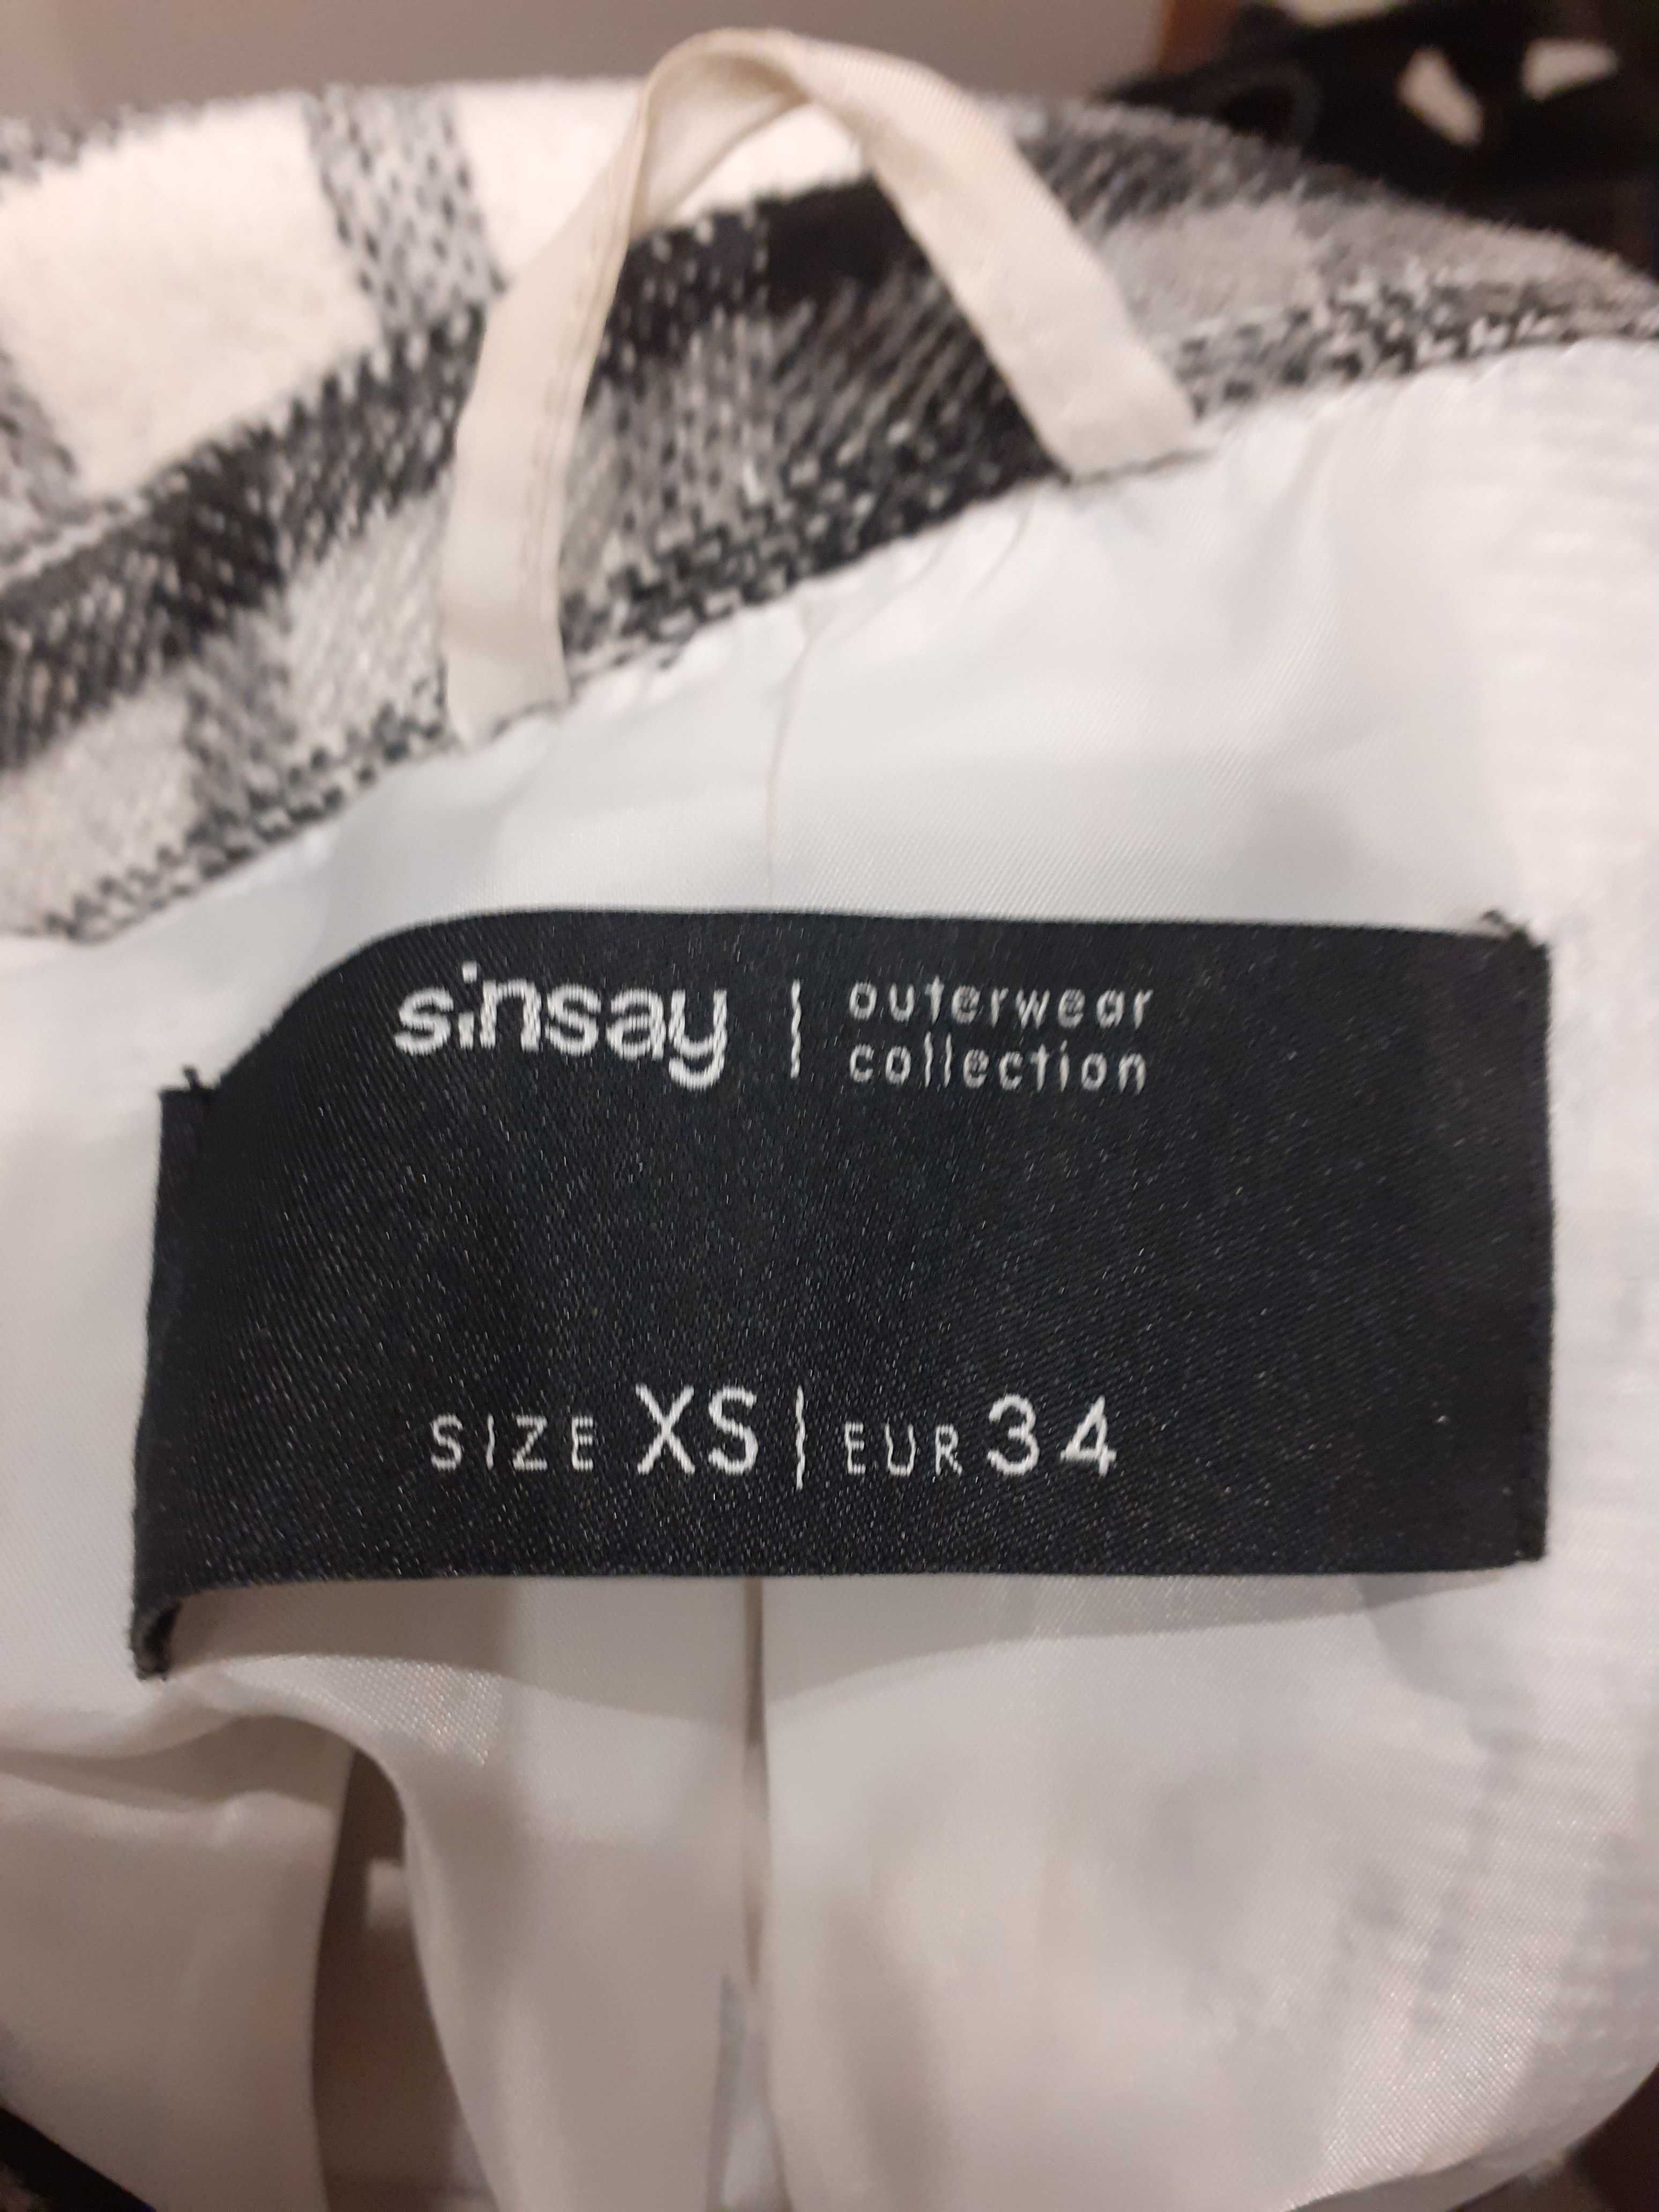 sinsay | outerwear
collection
SIZE XS | EUR 34